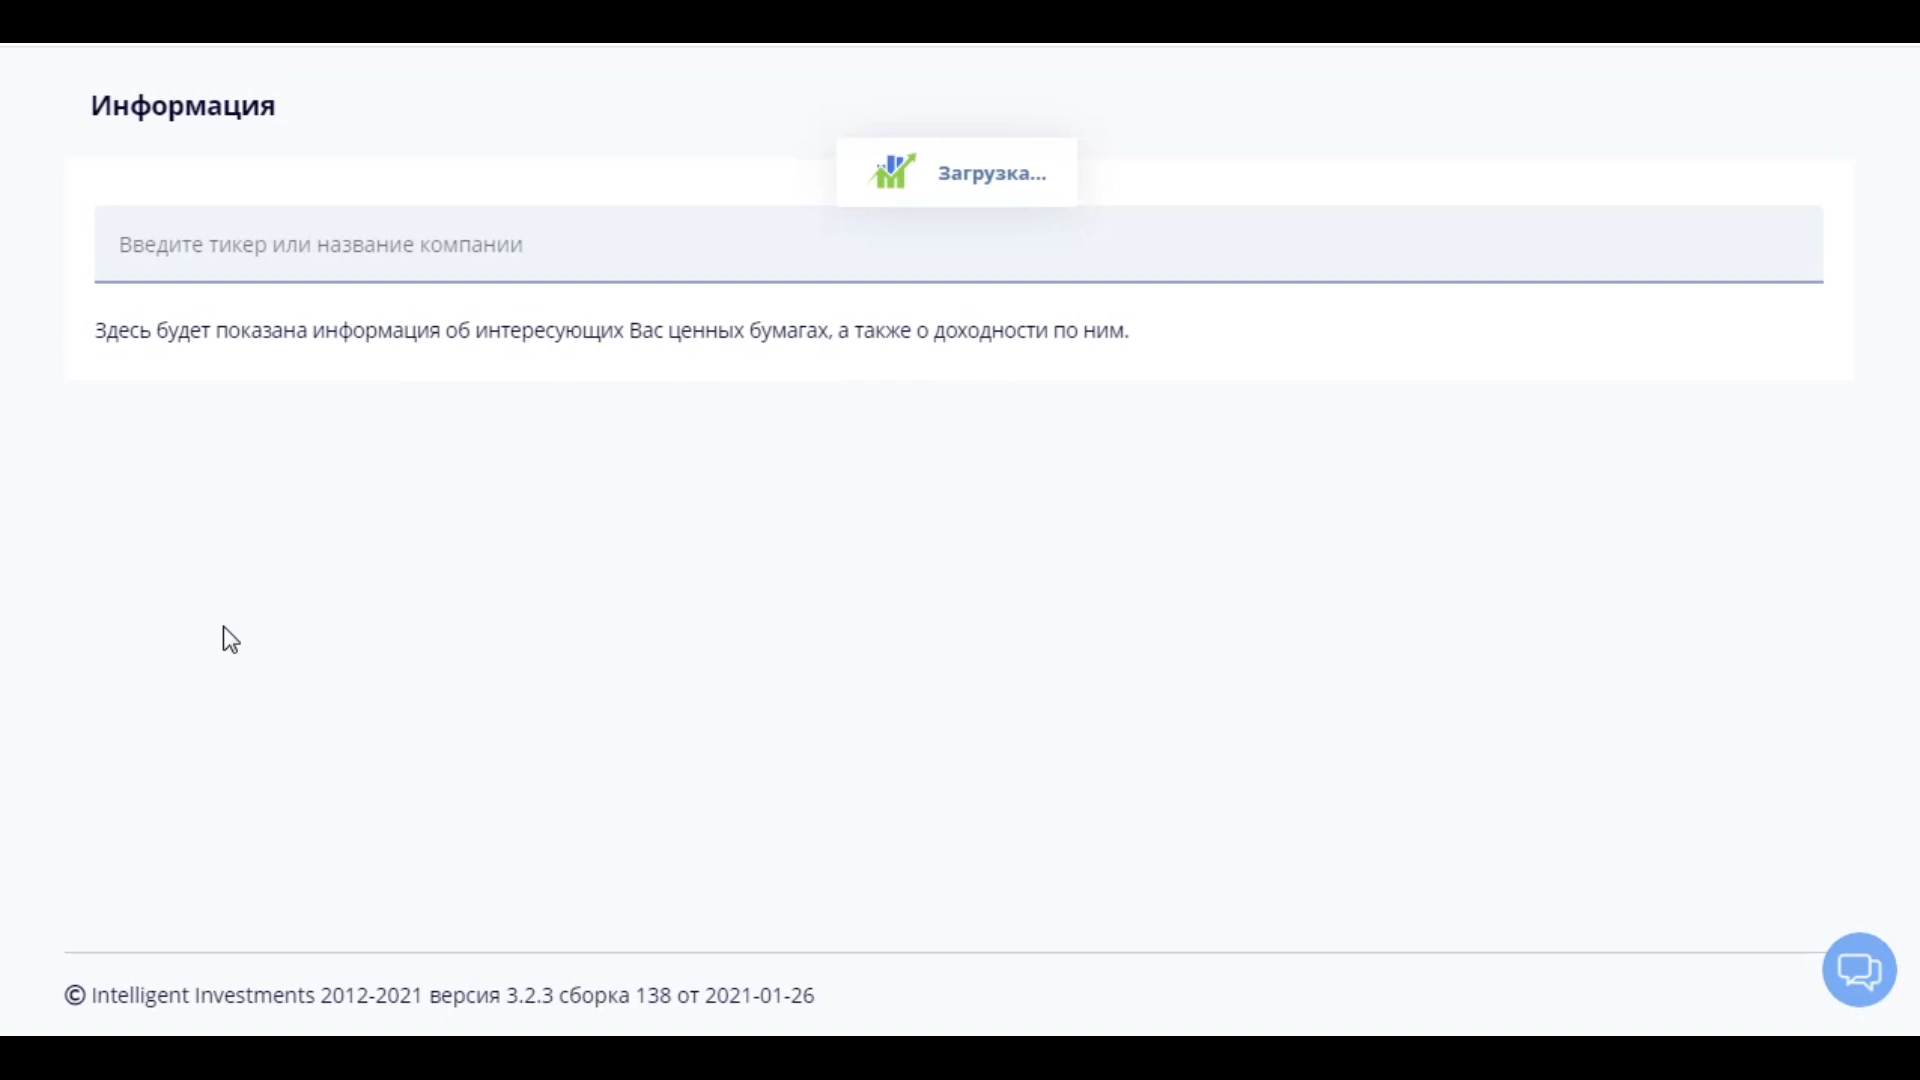 Информация
Загрузка...
Введите тикер или название компании
Здесь будет показана информация об интересующих Вас ценных бумагах, а также о доходности по ним.
© Intelligent Investments 2012-2021 версия 3.2.3 сборка 138 от 2021-01-26